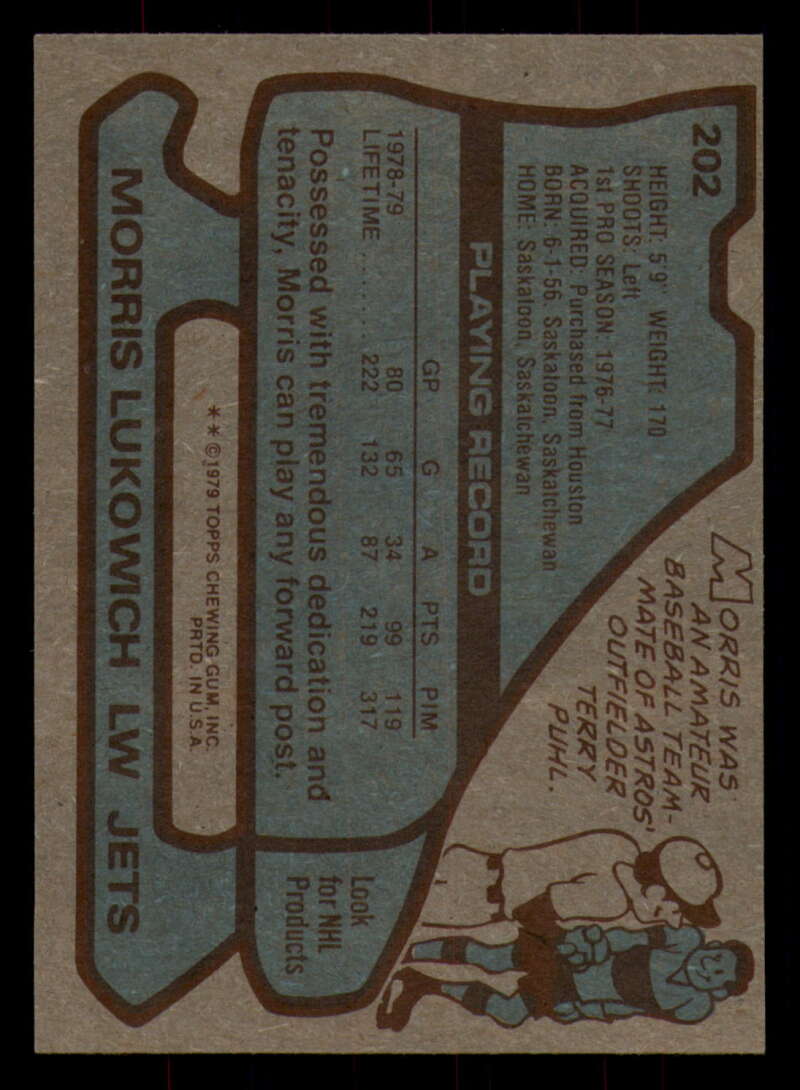 202
HEIGHT: 5'9" WEIGHT: 170
SHOOTS: Left
1st PRO SEASON: 1976-77
ACQUIRED: Purchased from Houston
BORN: 6-1-56, Saskatoon, Saskatchewan
HOME: Saskatoon, Saskatchewan
MORRIS WAS
AN AMATEUR
BASEBALL TEAM-
MATE OF ASTROS'
OUTFIELDER
TERRY
PUHL.
PLAYING RECORD
GP G A PTS PIM
1978-79 80 65 34 99 119
LIFETIME .......... 222 132 87 219 317
Possessed with tremendous dedication and
tenacity, Morris can play any forward post.
Look
for NHL
Products
**©1979 TOPPS CHEWING GUM, INC.
PRTD. IN U.S.A.
MORRIS LUKOWICH LW JETS